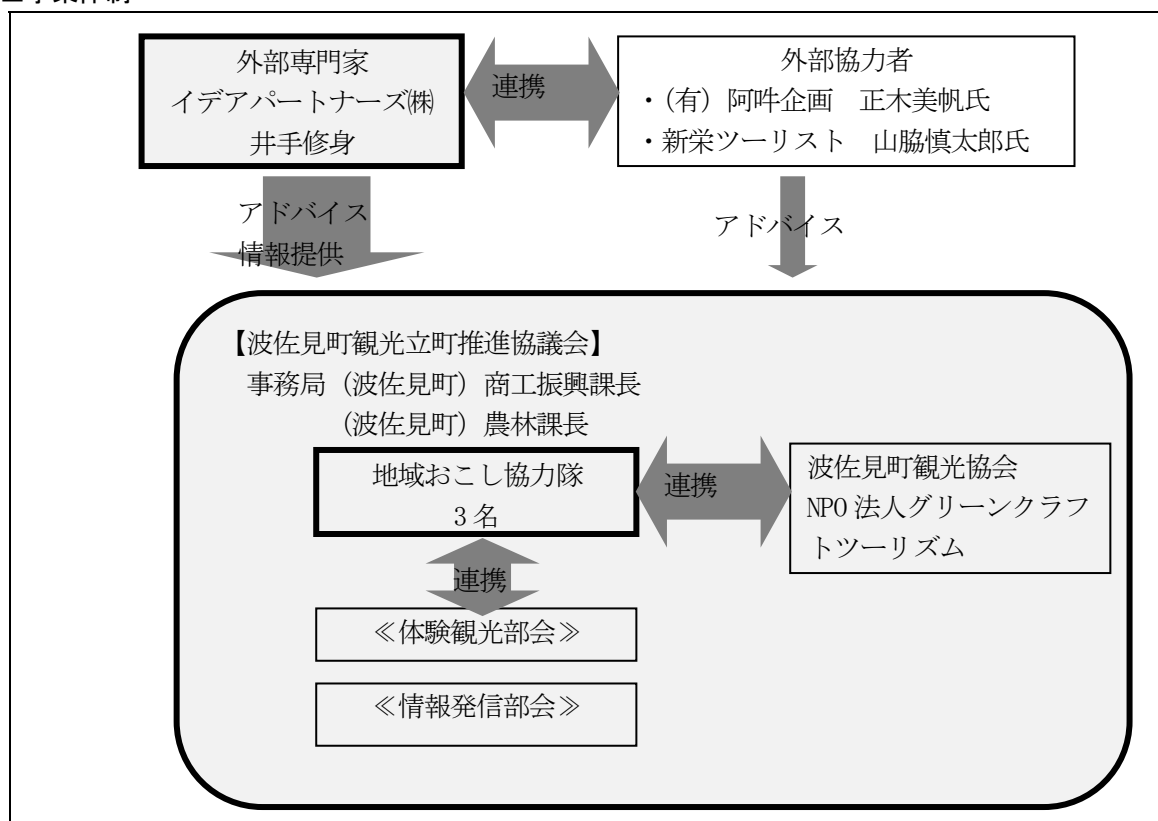 外部専門家
イデアパートナーズ㈱
井手修身
連携
外部協力者
・(有)阿吽企画 正木美帆氏
・新栄ツーリスト 山脇慎太郎氏
アドバイス
情報提供
アドバイス
【波佐見町観光立町推進協議会】
事務局（波佐見町）商工振興課長
（波佐見町）農林課長
地域おこし協力隊
3名
連携
波佐見町観光協会
NPO法人グリーンクラフ
トツーリズム
連携
≪体験観光部会≫
≪情報発信部会≫